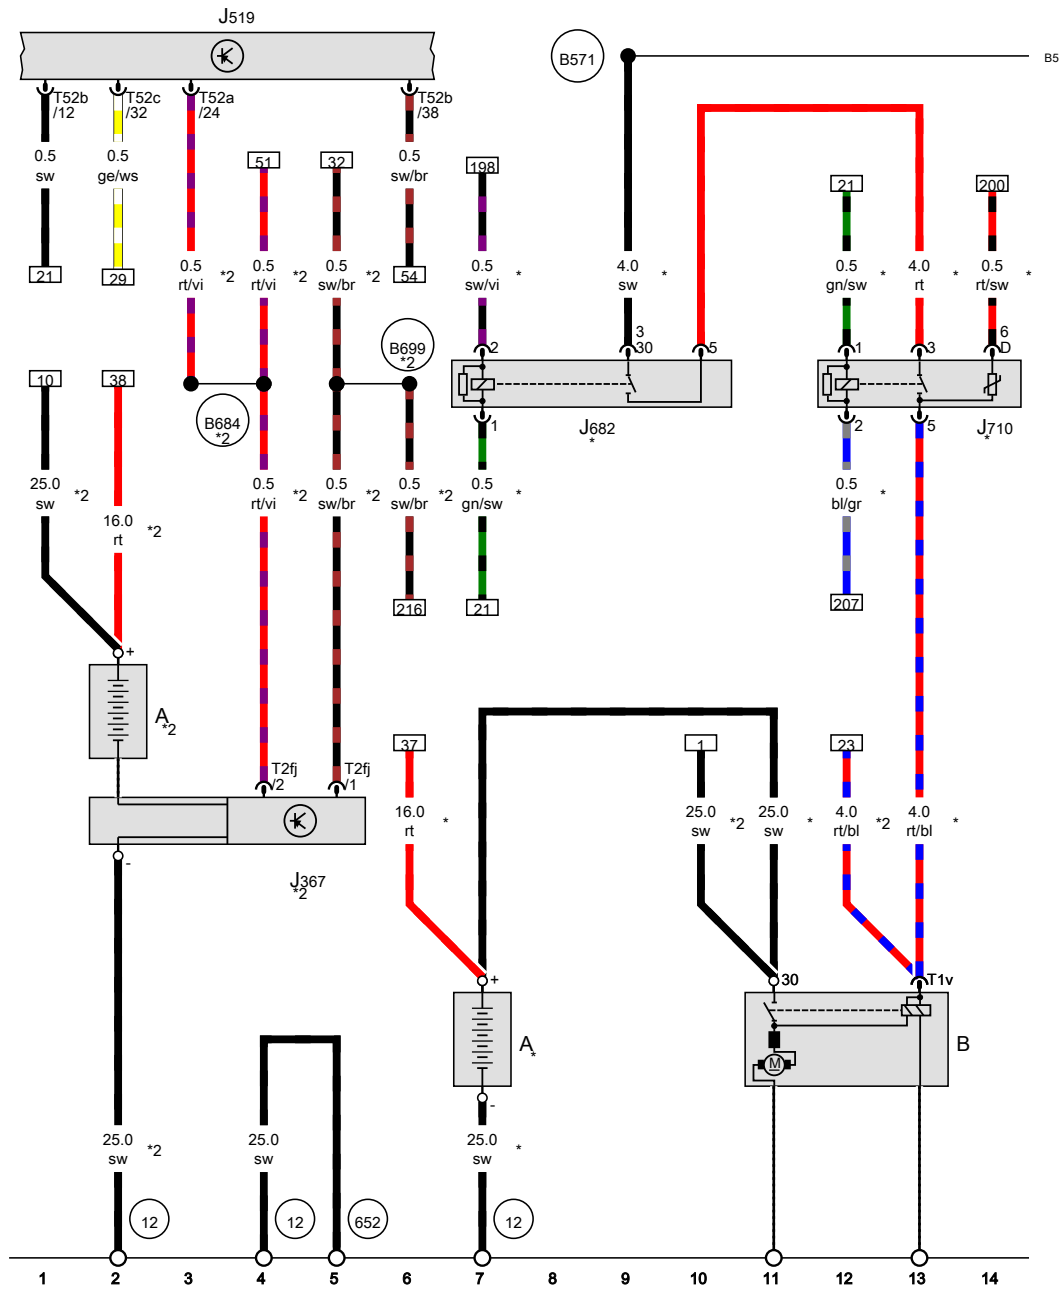 J519
B571
B5
T52b
/12
T52c
/32
T52a
/24
T52b
/38
0.5
sw
0.5
ge/ws
51
32
0.5
sw/br
198
21
200
21
29
0.5
rt/vi
*2
0.5
rt/vi
*2
0.5
sw/br
*2
54
0.5
sw/vi
*
4.0
sw
*
0.5
gn/sw
*
4.0
rt
*
0.5
rt/sw
*
B699
*2
2
3
30
5
1
3
6
D
10
38
B684
*2
1
J682
*
2
5
J710
*
25.0
sw
*2
16.0
rt
*2
0.5
rt/vi
*2
0.5
sw/br
*2
0.5
sw/br
*2
0.5
gn/sw
*
0.5
bl/gr
*
216
21
207
+
A
*2
T2fj
/2
T2fj
/1
37
1
23
16.0
rt
*
25.0
sw
*2
25.0
sw
*
4.0
rt/bl
*2
4.0
rt/bl
*
-
J367
*2
+
30
T1v
A
*
M
B
-
25.0
sw
*2
25.0
sw
25.0
sw
*
12
12
652
12
1 2 3 4 5 6 7 8 9 10 11 12 13 14